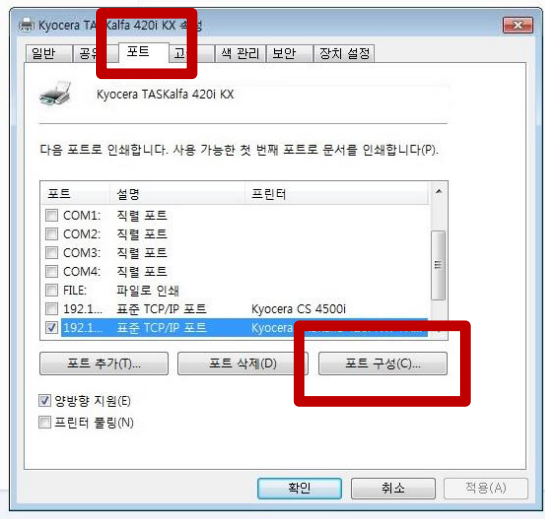 Kyocera TASKalfa 420i KX 속성
일반 공유 포트 고급 색 관리 보안 장치 설정
Kyocera TASKalfa 420i KX
다음 포트로 인쇄합니다. 사용 가능한 첫 번째 포트로 문서를 인쇄합니다(P).
포트 설명 프린터
COM1: 직렬 포트
COM2: 직렬 포트
COM3: 직렬 포트
COM4: 직렬 포트
FILE: 파일로 인쇄
192.1... 표준 TCP/IP 포트 Kyocera CS 4500i
192.1... 표준 TCP/IP 포트 Kyocera
포트 추가(T)... 포트 삭제(D) 포트 구성(C)...
양방향 지원(E)
프린터 풀링(N)
확인 취소 적용(A)